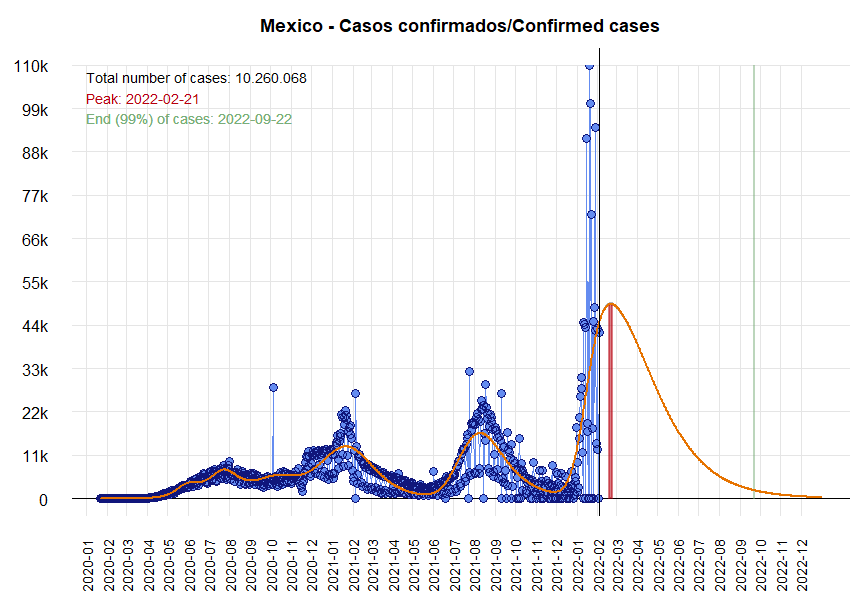 Mexico - Casos confirmados/Confirmed cases
110k
99k
88k
77k
66k
55k
44k
33k
22k
11k
0
Total number of cases: 10.260.068
Peak: 2022-02-21
End (99%) of cases: 2022-09-22
2020-01
2020-02
2020-03
2020-04
2020-05
2020-06
2020-07
2020-08
2020-09
2020-10
2020-11
2020-12
2021-01
2021-02
2021-03
2021-04
2021-05
2021-06
2021-07
2021-08
2021-09
2021-10
2021-11
2021-12
2022-01
2022-02
2022-03
2022-04
2022-05
2022-06
2022-07
2022-08
2022-09
2022-10
2022-11
2022-12